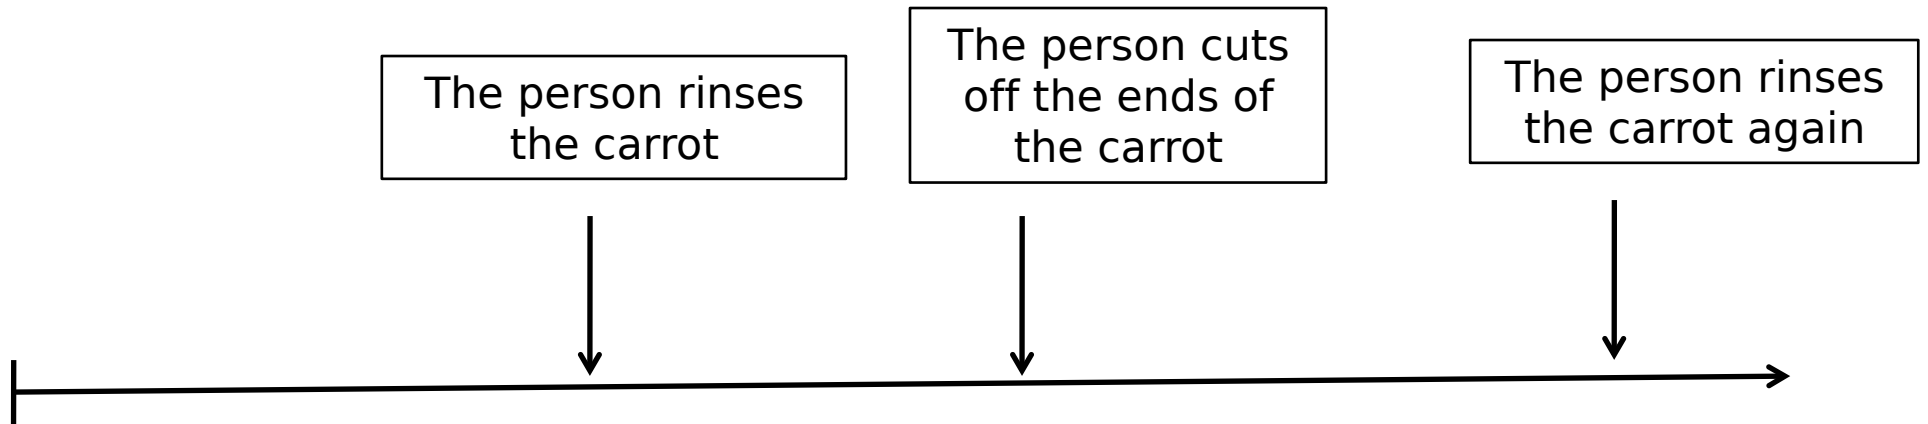 The person rinses
the carrot
The person cuts
off the ends of
the carrot
The person rinses
the carrot again